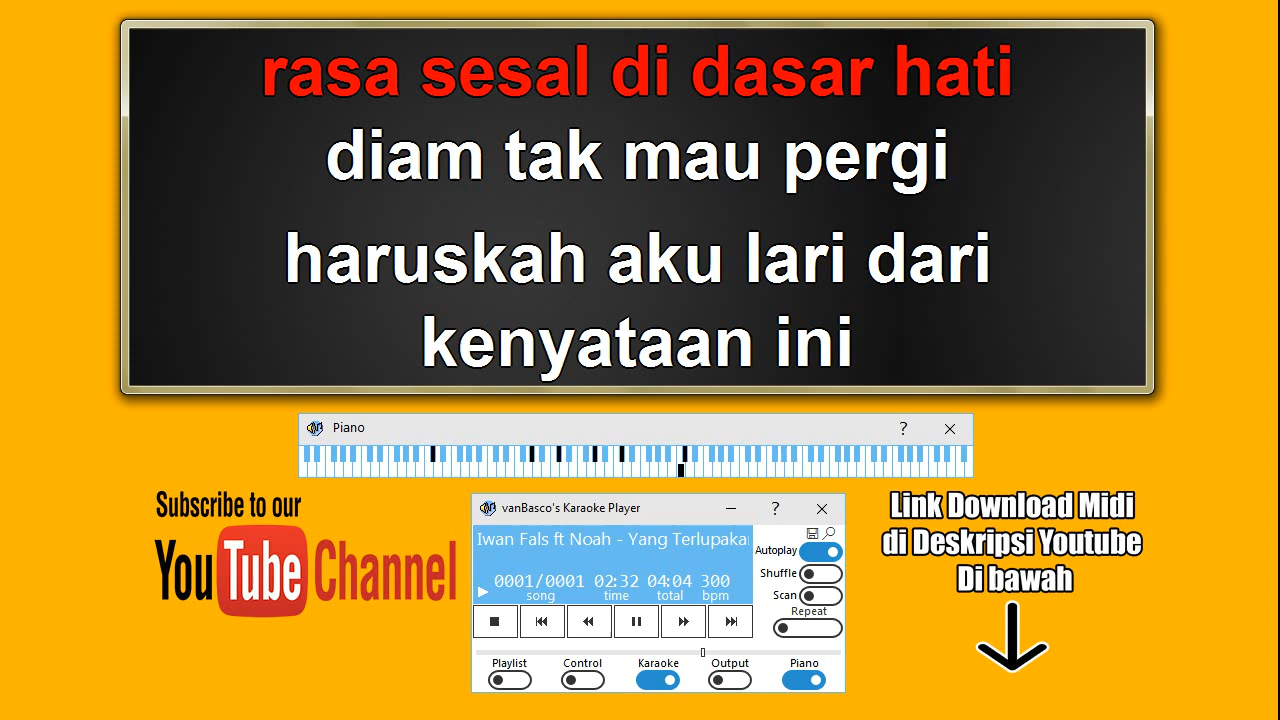 rasa sesal di dasar hati
diam tak mau pergi
haruskah aku lari dari
kenyataan ini
Piano
?
Subscribe to our
YouTube Channel
vanBasco's Karaoke Player
?
Iwan Fals ft Noah - Yang Terlupakan
0001/0001 02:32 04:04 300
song time total bpm
Autoplay
Shuffle
Scan
Repeat
Playlist Control Karaoke Output Piano
Link Download Midi
di Deskripsi Youtube
Di bawah